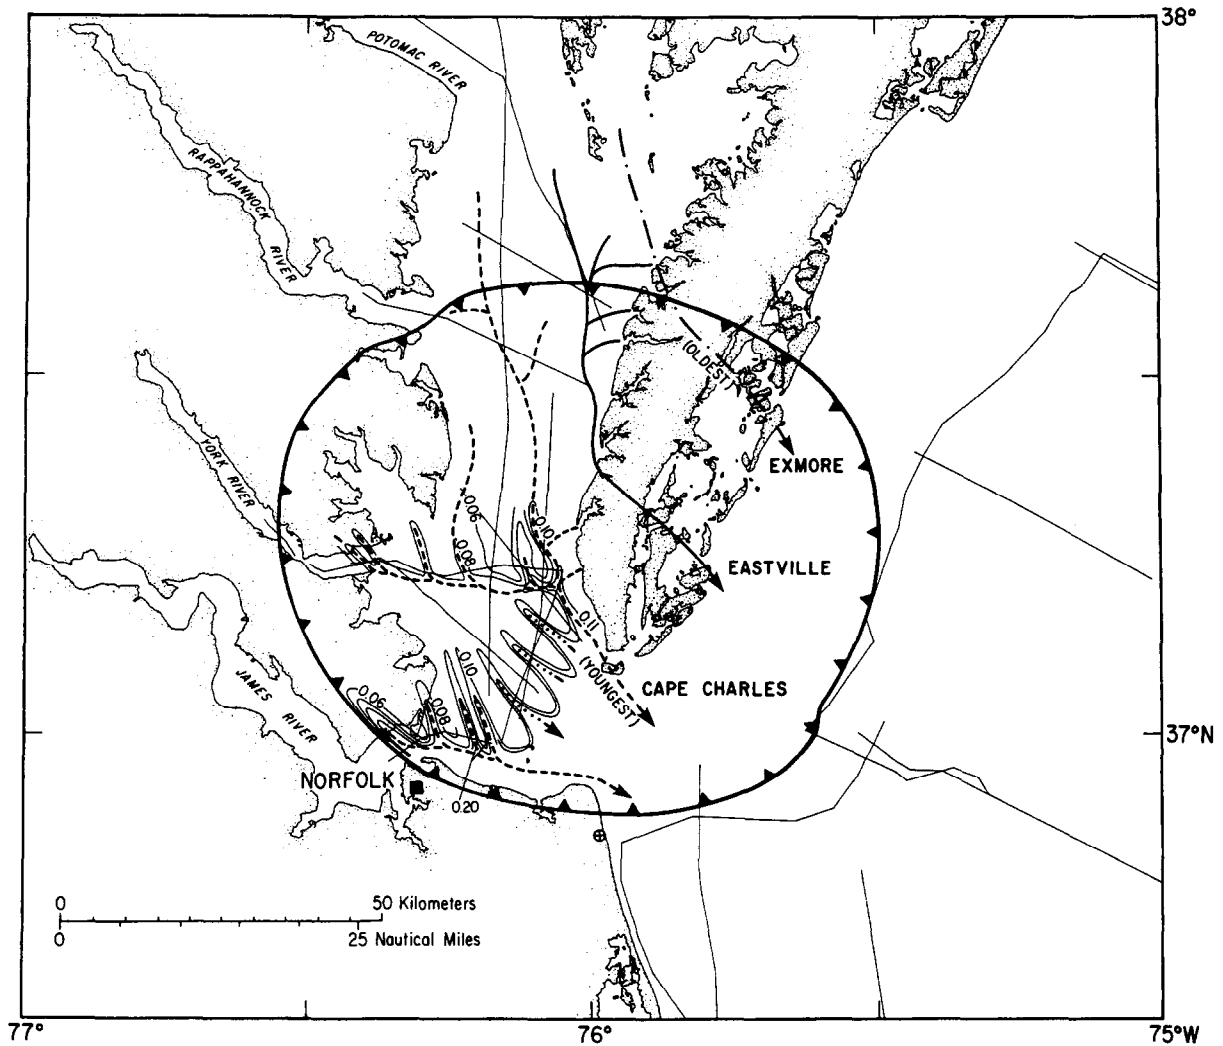 38°
POTOMAC RIVER
RAPPAHANNOCK
RIVER
(OLDEST)
EXMORE
YORK RIVER
0.06
0.10
0.08
EASTVILLE
0.11
(YOUNGEST)
0.10
CAPE CHARLES
JAMES RIVER
0.06
0.08
37°N
NORFOLK
0.20
0 50 Kilometers
0 25 Nautical Miles
77°
76°
75°W